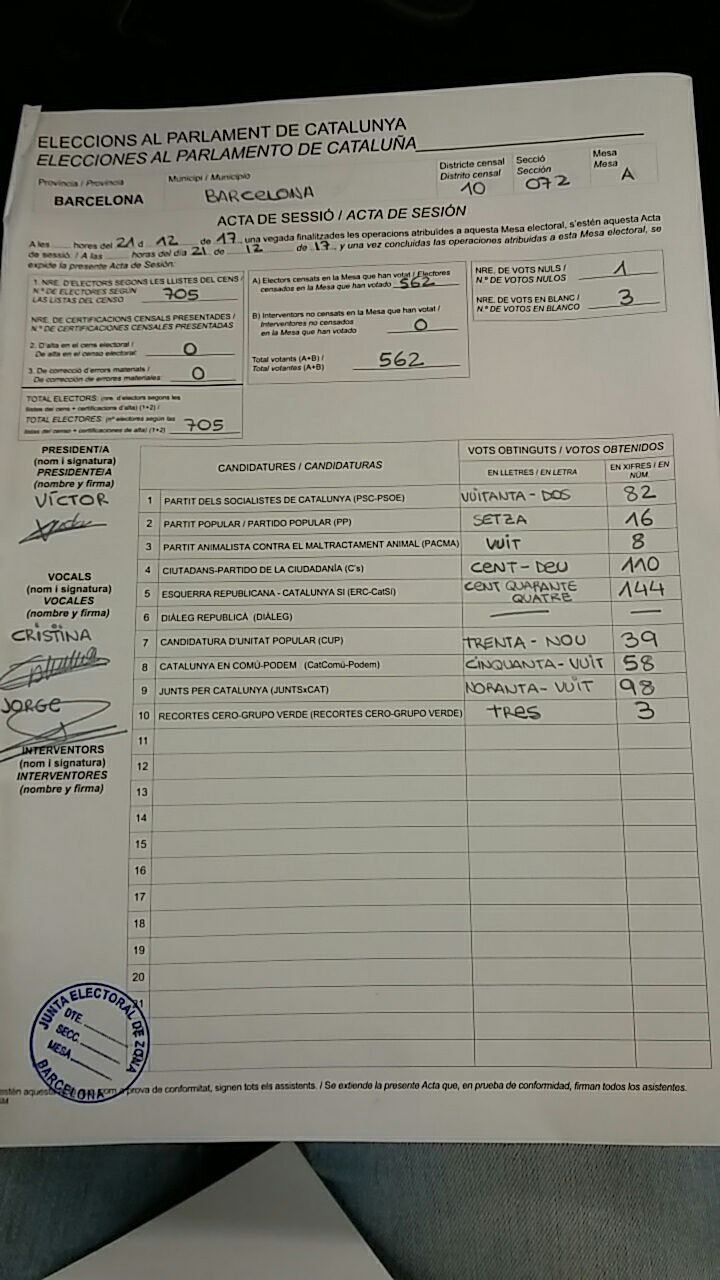 ELECCIONS AL PARLAMENT DE CATALUNYA
ELECCIONES AL PARLAMENTO DE CATALUÑA
Província / Provincia
BARCELONA
Municipi / Municipio
BARCELONA
Districte censal
Distrito censal
10
Secció
Sección
072
Mesa
Mesa
A
ACTA DE SESSIÓ / ACTA DE SESIÓN
A les hores del 21 d 12 de 17, una vegada finalitzades les operacions atribuïdes a aquesta Mesa electoral, s'estén aquesta Acta
de sessió. / A las hores del día 21 de 12 de 17, y una vez concluidas las operaciones atribuidas a esta Mesa electoral, se
expide la presente Acta de Sesión:
1. NRE. D'ELECTORS SEGONS LES LLISTES DEL CENS /
N.º DE ELECTORES SEGÚN
LAS LISTAS DEL CENSO 705
NRE. DE CERTIFICACIONS CENSALS PRESENTADES /
N.º DE CERTIFICACIONES CENSALES PRESENTADAS
2. D'alta en el cens electoral /
De alta en el censo electoral: 0
3. De correcció d'errors materials /
De corrección de errores materiales: 0
TOTAL ELECTORS: (nre. d'electors segons les
llistes del cens + certificacions d'alta) (1+2) /
TOTAL ELECTORES: (nº electores según las
listas del censo + certificaciones de alta) (1+2) 705
A) Electors censats en la Mesa que han votat / Electores
censados en la Mesa que han votado 562
B) Interventors no censats en la Mesa que han votat /
Interventores no censados
en la Mesa que han votado 0
Total votants (A+B) /
Total votantes (A+B) 562
NRE. DE VOTS NULS /
N.º DE VOTOS NULOS 1
NRE. DE VOTS EN BLANC /
N.º DE VOTOS EN BLANCO 3
PRESIDENT/A
(nom i signatura)
PRESIDENTE/A
(nombre y firma)
VÍCTOR
VOCALS
(nom i signatura)
VOCALES
(nombre y firma)
CRISTINA
JORGE
INTERVENTORS
(nom i signatura)
INTERVENTORES
(nombre y firma)
CANDIDATURES / CANDIDATURAS
VOTS OBTINGUTS / VOTOS OBTENIDOS
EN LLETRES / EN LETRA
EN XIFRES / EN
NÚM.
1 PARTIT DELS SOCIALISTES DE CATALUNYA (PSC-PSOE) VUITANTA-DOS 82
2 PARTIT POPULAR / PARTIDO POPULAR (PP) SETZA 16
3 PARTIT ANIMALISTA CONTRA EL MALTRACTAMENT ANIMAL (PACMA) VUIT 8
4 CIUTADANS-PARTIDO DE LA CIUDADANÍA (C's) CENT-DEU 110
5 ESQUERRA REPUBLICANA - CATALUNYA SI (ERC-CatSí) CENT QUARANTE QUATRE 144
6 DIÀLEG REPUBLICÀ (DIÀLEG) — —
7 CANDIDATURA D'UNITAT POPULAR (CUP) TRENTA-NOU 39
8 CATALUNYA EN COMÚ-PODEM (CatComú-Podem) CINQUANTA-VUIT 58
9 JUNTS PER CATALUNYA (JUNTSxCAT) NORANTA-VUIT 98
10 RECORTES CERO-GRUPO VERDE (RECORTES CERO-GRUPO VERDE) TRES 3
11
12
13
14
15
16
17
18
19
20
21
JUNTA ELECTORAL DE ZONA
DTE.
SECC.
MESA
BARCELONA
prova de conformitat, signen tots els assistents. / Se extiende la presente Acta que, en prueba de conformidad, firman todos los asistentes.